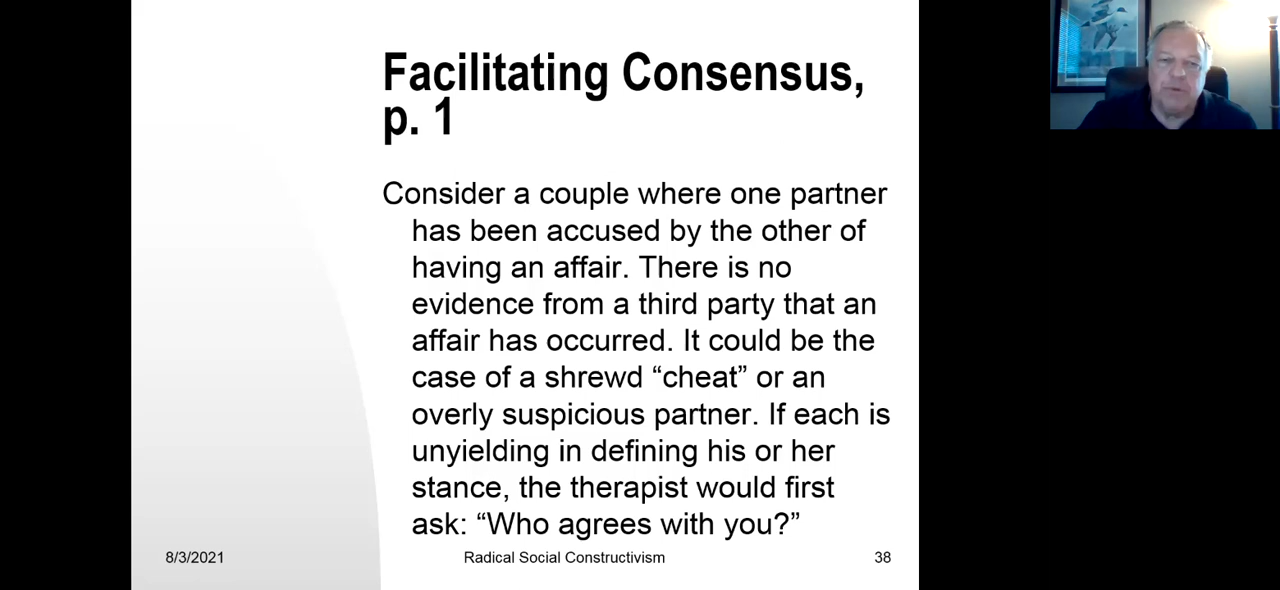 Facilitating Consensus,
p. 1
Consider a couple where one partner
has been accused by the other of
having an affair. There is no
evidence from a third party that an
affair has occurred. It could be the
case of a shrewd “cheat” or an
overly suspicious partner. If each is
unyielding in defining his or her
stance, the therapist would first
ask: “Who agrees with you?”
8/3/2021
Radical Social Constructivism
38